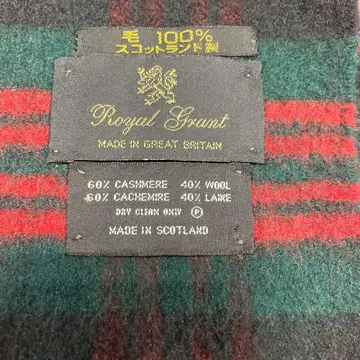 毛 100%
スコットランド製
Royal Grant
MADE IN GREAT BRITAIN
60% CASHMERE 40% WOOL
60% CACHEMIRE 40% LAINE
DRY CLEAN ONLY Ⓟ
MADE IN SCOTLAND